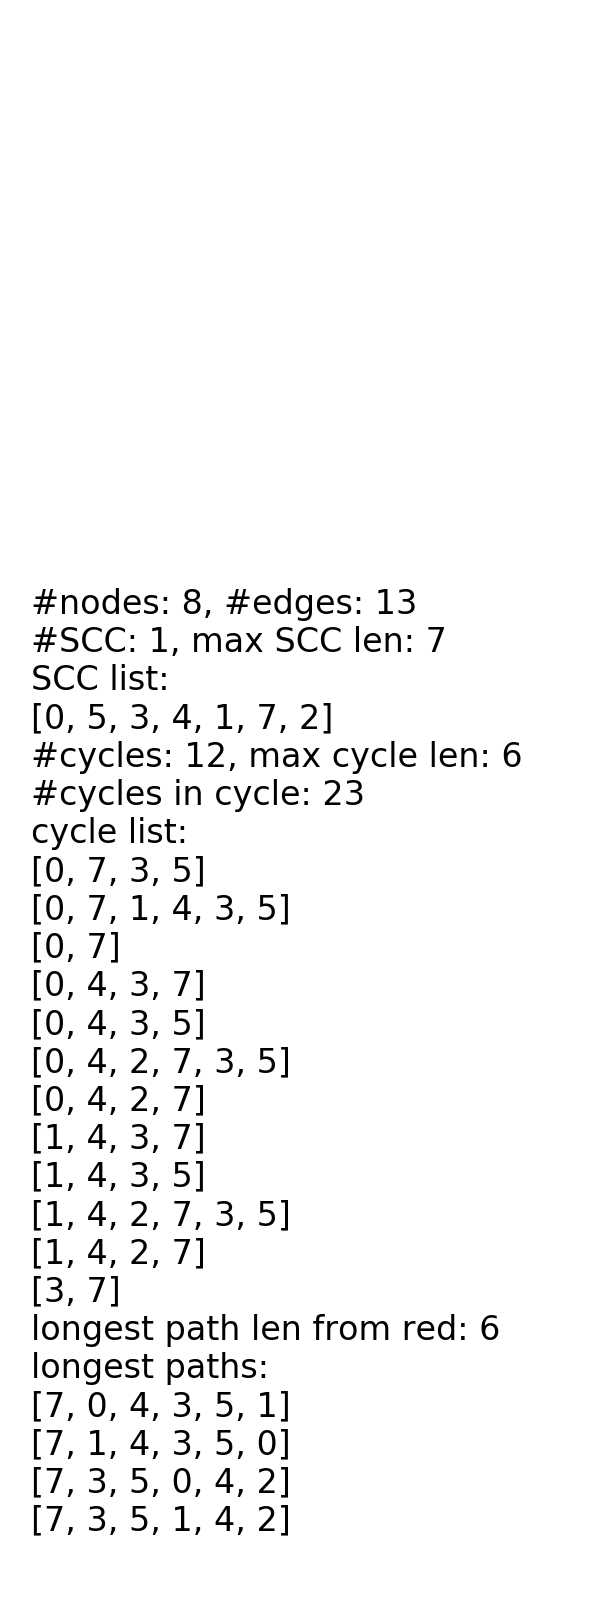 #nodes: 8, #edges: 13
#SCC: 1, max SCC len: 7
SCC list:
[0, 5, 3, 4, 1, 7, 2]
#cycles: 12, max cycle len: 6
#cycles in cycle: 23
cycle list:
[0, 7, 3, 5]
[0, 7, 1, 4, 3, 5]
[0, 7]
[0, 4, 3, 7]
[0, 4, 3, 5]
[0, 4, 2, 7, 3, 5]
[0, 4, 2, 7]
[1, 4, 3, 7]
[1, 4, 3, 5]
[1, 4, 2, 7, 3, 5]
[1, 4, 2, 7]
[3, 7]
longest path len from red: 6
longest paths:
[7, 0, 4, 3, 5, 1]
[7, 1, 4, 3, 5, 0]
[7, 3, 5, 0, 4, 2]
[7, 3, 5, 1, 4, 2]